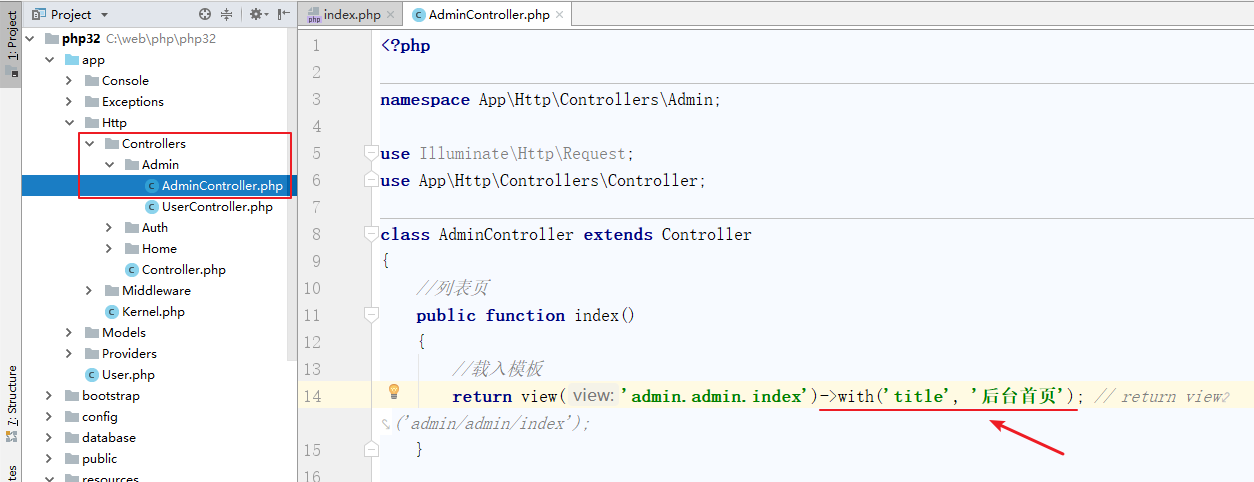 Project
index.php
AdminController.php
1: Project
7: Structure
php32 C:\web\php\php32
app
Console
Exceptions
Http
Controllers
Admin
AdminController.php
UserController.php
Auth
Home
Controller.php
Middleware
Kernel.php
Models
Providers
User.php
bootstrap
config
database
public
resources
1 <?php
2
3 namespace App\Http\Controllers\Admin;
4
5 use Illuminate\Http\Request;
6 use App\Http\Controllers\Controller;
7
8 class AdminController extends Controller
9 {
10 //列表页
11 public function index()
12 {
13 //载入模板
14 return view( view: 'admin.admin.index')->with('title', '后台首页'); // return view
('admin/admin/index');
15 }
16